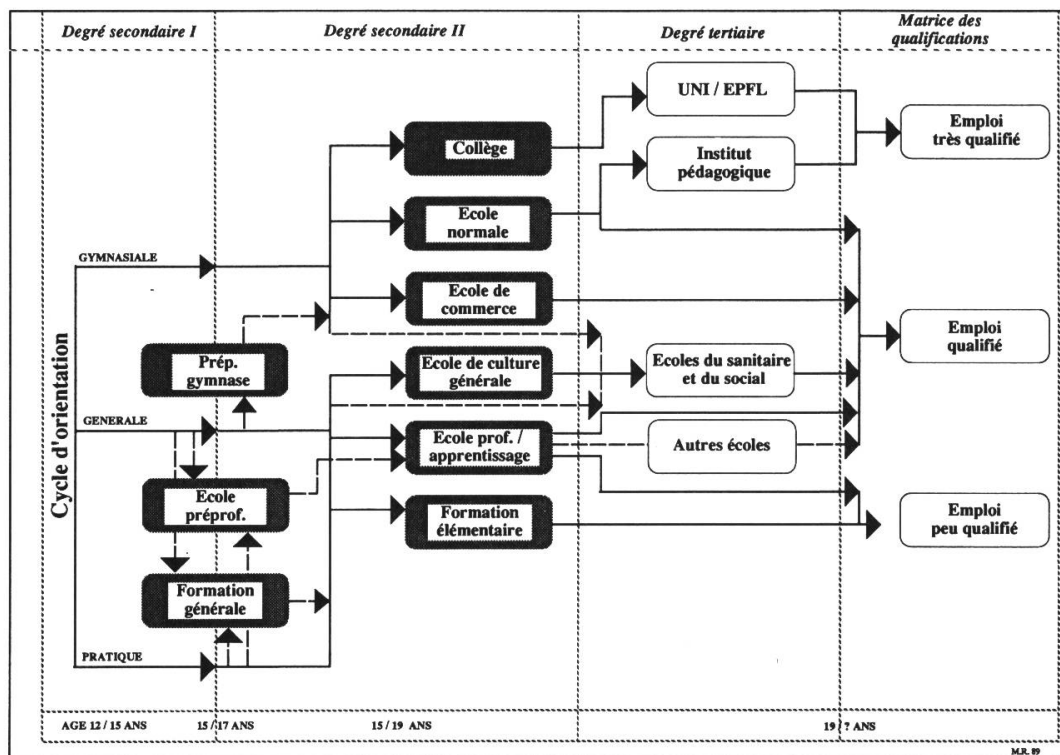 Degré secondaire I
Degré secondaire II
Degré tertiaire
Matrice des
qualifications
UNI / EPFL
Emploi
très qualifié
Collège
Institut
pédagogique
Ecole
normale
GYMNASIALE
Ecole de
commerce
Emploi
qualifié
Prép.
gymnase
Ecole de culture
générale
Ecoles du sanitaire
et du social
Cycle d'orientation
GENERALE
Ecole prof. /
apprentissage
Autres écoles
Ecole
préprof.
Formation
élémentaire
Emploi
peu qualifié
Formation
générale
PRATIQUE
AGE 12 / 15 ANS
15 / 17 ANS
15 / 19 ANS
19 / ? ANS
M.R. 89